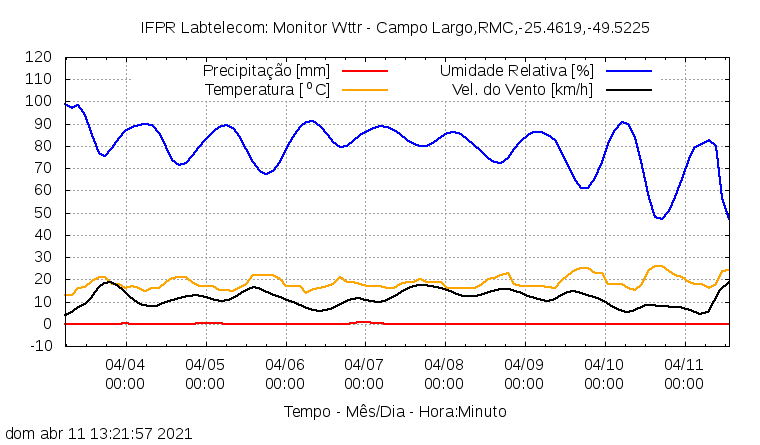 IFPR Labtelecom: Monitor Wttr - Campo Largo,RMC,-25.4619,-49.5225
Precipitação [mm]
Umidade Relativa [%]
Temperatura [⁰C]
Vel. do Vento [km/h]
120
110
100
90
80
70
60
50
40
30
20
10
0
-10
04/04 04/05 04/06 04/07 04/08 04/09 04/10 04/11
00:00 00:00 00:00 00:00 00:00 00:00 00:00 00:00
Tempo - Mês/Dia - Hora:Minuto
dom abr 11 13:21:57 2021